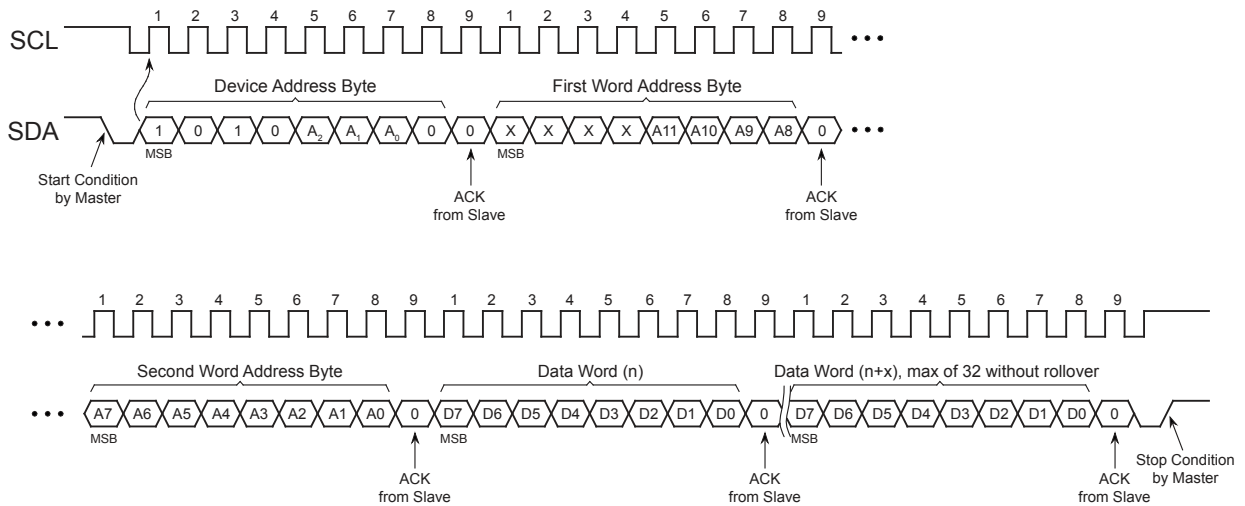 1 2 3 4 5 6 7 8 9 1 2 3 4 5 6 7 8 9
SCL
Device Address Byte First Word Address Byte
SDA
1 0 1 0 A2 A1 A0 0 0 X X X X A11 A10 A9 A8 0
MSB MSB
Start Condition
by Master
ACK
from Slave
ACK
from Slave
1 2 3 4 5 6 7 8 9 1 2 3 4 5 6 7 8 9 1 2 3 4 5 6 7 8 9
Second Word Address Byte Data Word (n) Data Word (n+x), max of 32 without rollover
A7 A6 A5 A4 A3 A2 A1 A0 0 D7 D6 D5 D4 D3 D2 D1 D0 0 D7 D6 D5 D4 D3 D2 D1 D0 0
MSB MSB MSB
ACK
from Slave
ACK
from Slave
ACK
from Slave
Stop Condition
by Master